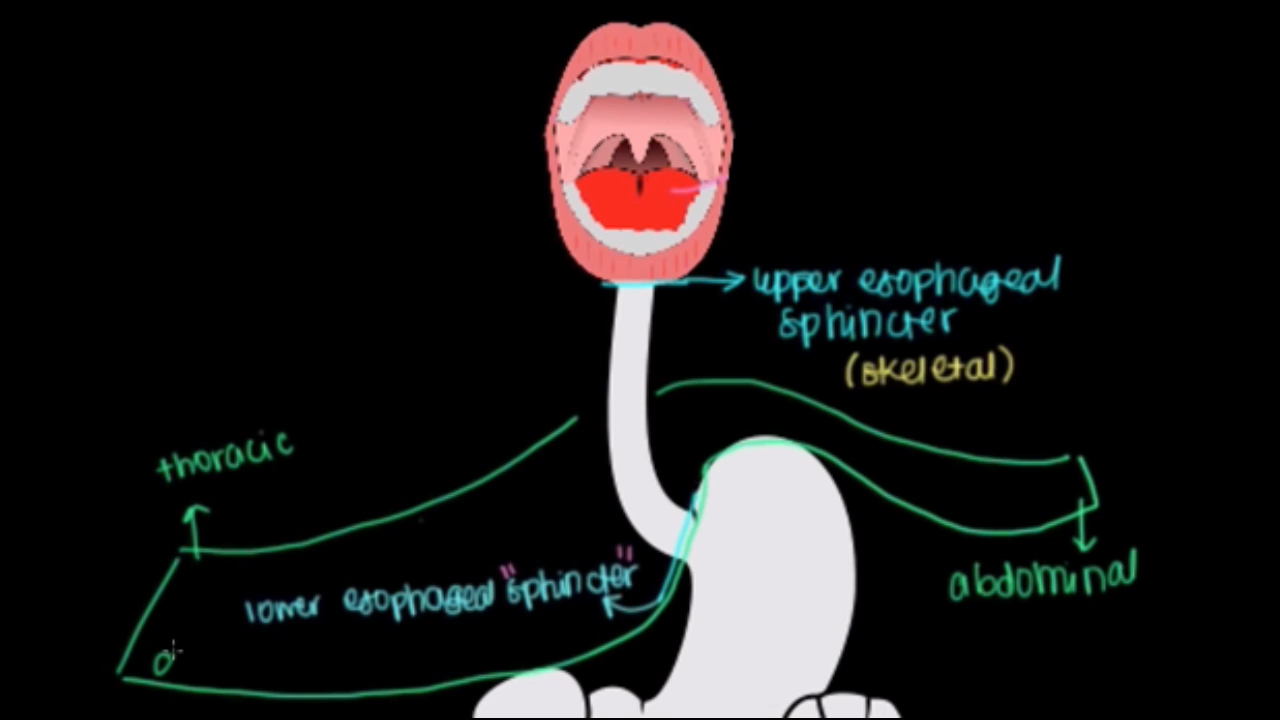 upper esophageal
sphincter
(skeletal)
thoracic
lower esophageal "sphincter"
abdominal